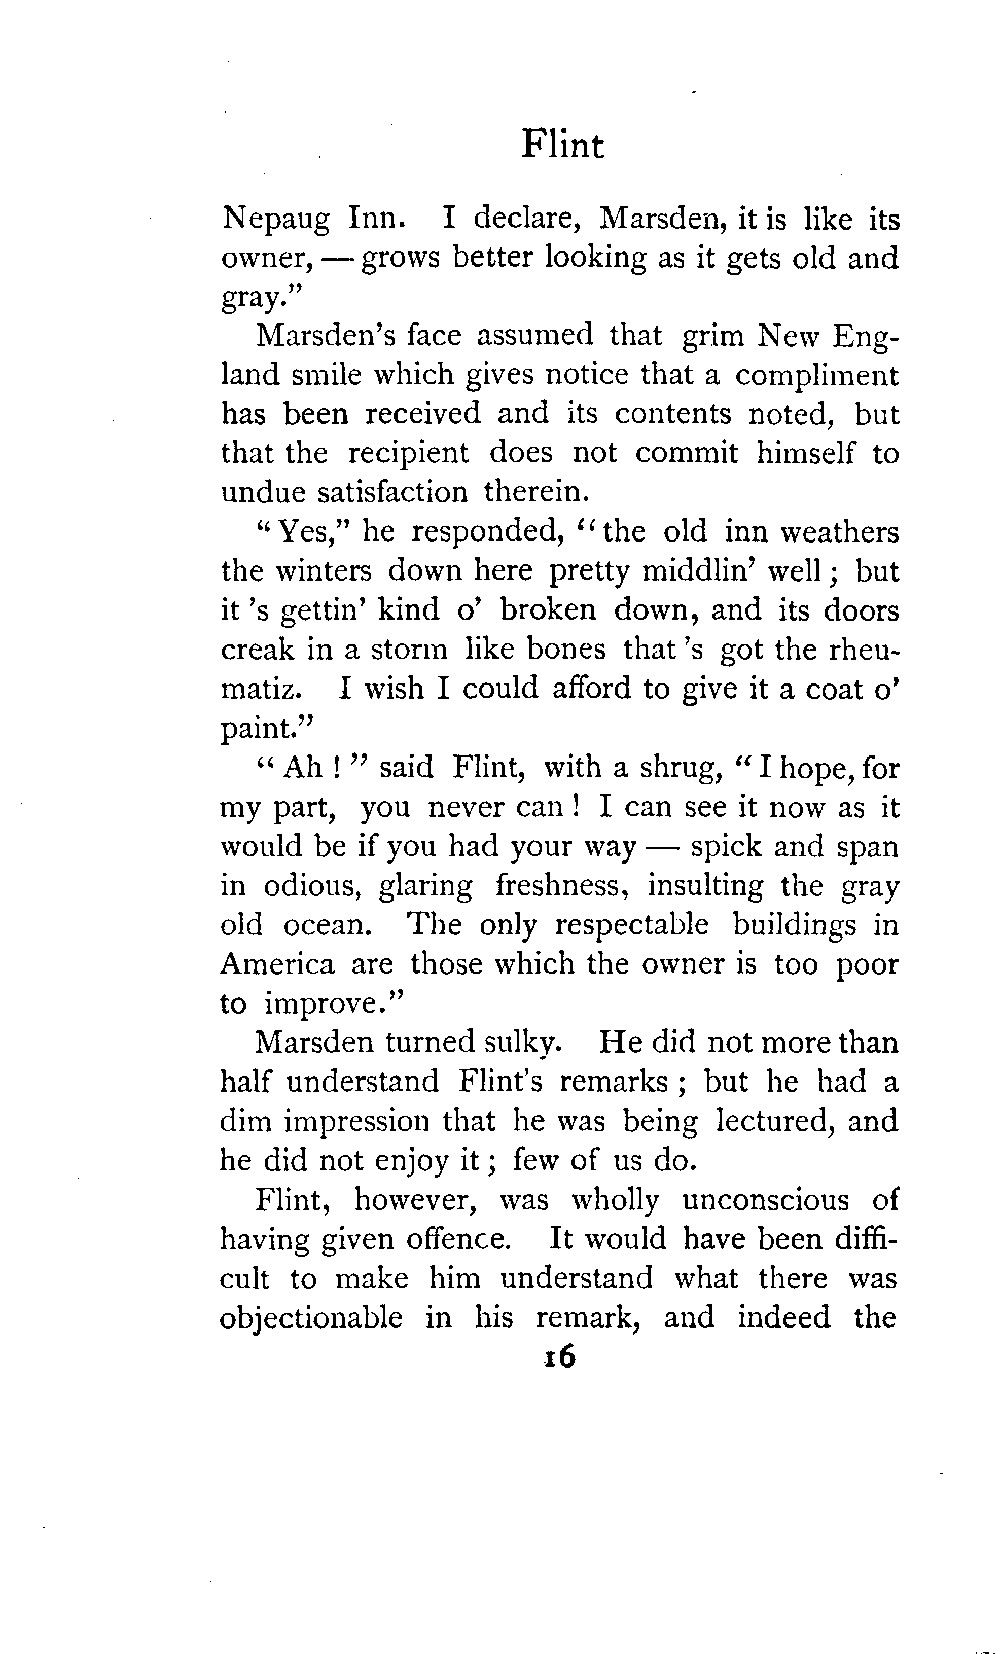 Flint
Nepaug Inn. I declare, Marsden, it is like its
owner, — grows better looking as it gets old and
gray."
Marsden's face assumed that grim New Eng-
land smile which gives notice that a compliment
has been received and its contents noted, but
that the recipient does not commit himself to
undue satisfaction therein.
"Yes," he responded, "the old inn weathers
the winters down here pretty middlin' well; but
it 's gettin' kind o' broken down, and its doors
creak in a storm like bones that 's got the rheu-
matiz. I wish I could afford to give it a coat o'
paint."
"Ah!" said Flint, with a shrug, "I hope, for
my part, you never can! I can see it now as it
would be if you had your way — spick and span
in odious, glaring freshness, insulting the gray
old ocean. The only respectable buildings in
America are those which the owner is too poor
to improve."
Marsden turned sulky. He did not more than
half understand Flint's remarks; but he had a
dim impression that he was being lectured, and
he did not enjoy it; few of us do.
Flint, however, was wholly unconscious of
having given offence. It would have been diffi-
cult to make him understand what there was
objectionable in his remark, and indeed the
16